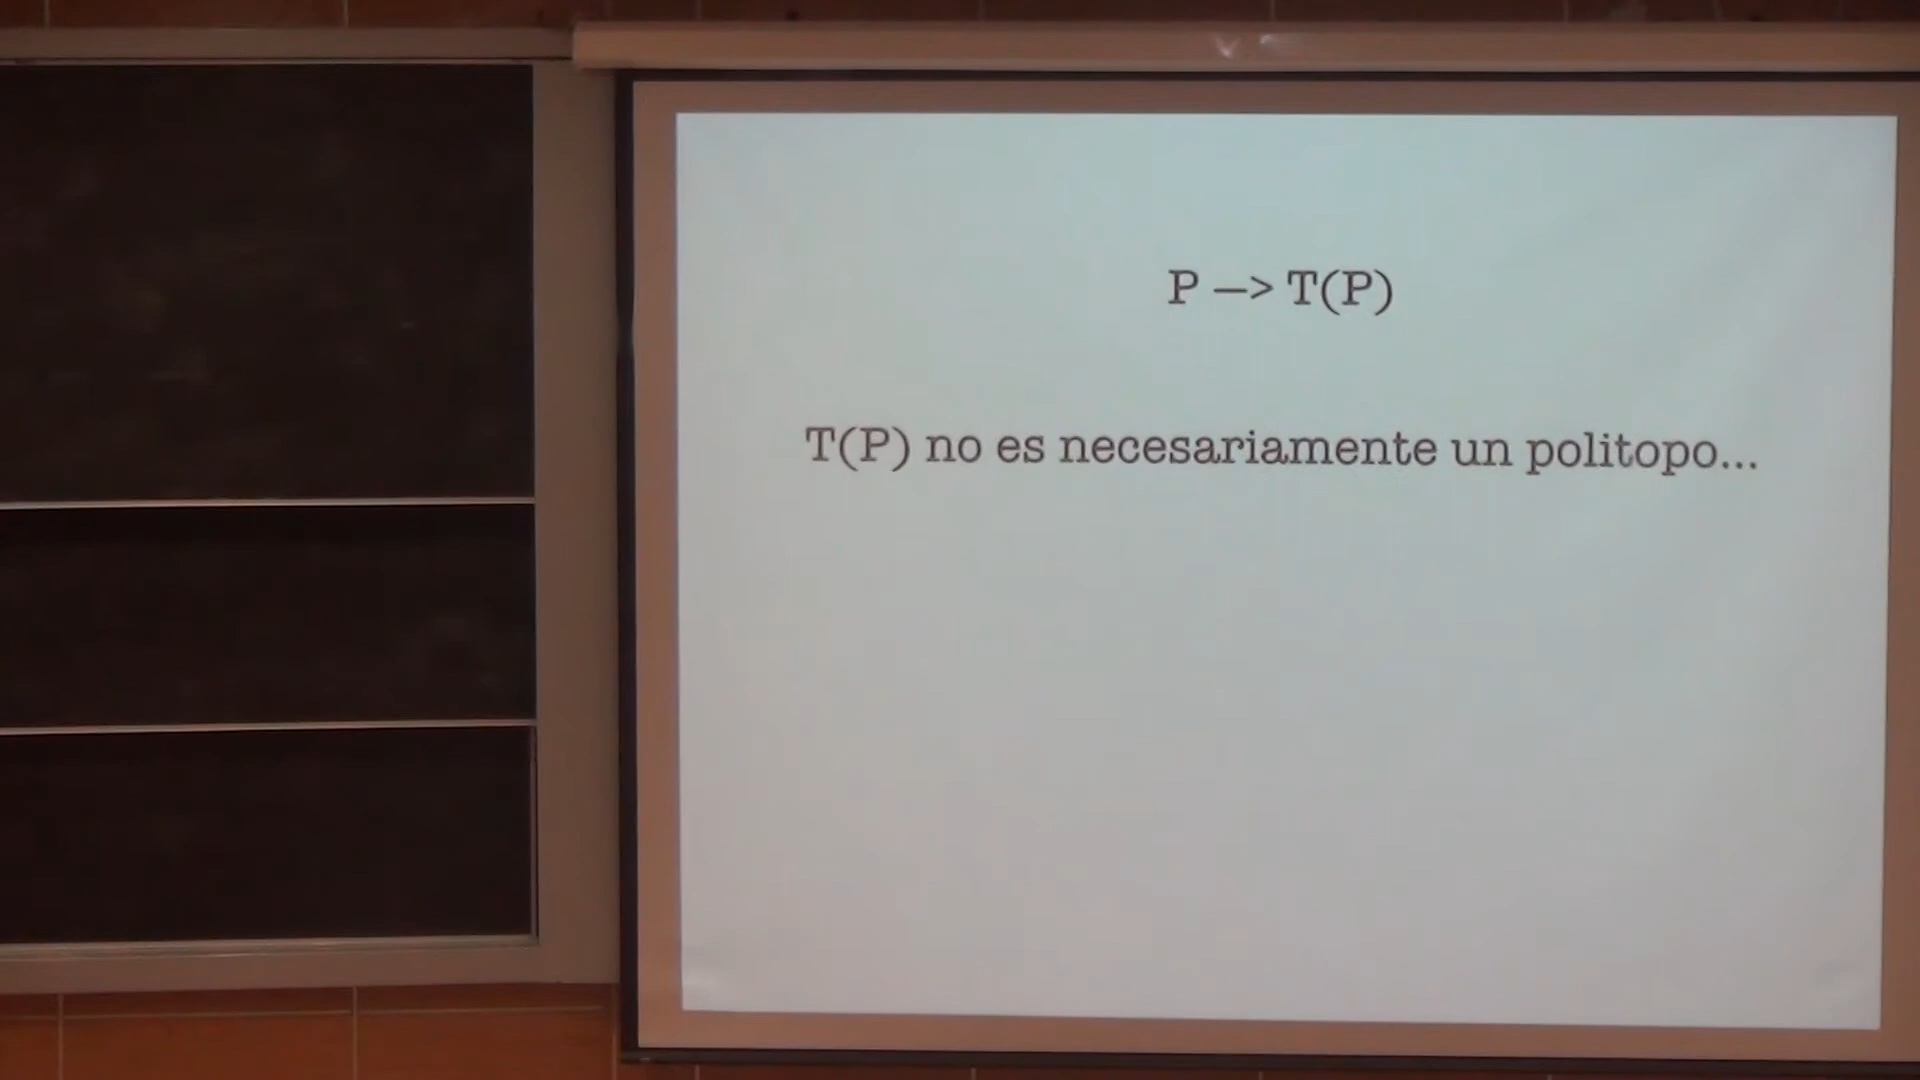 P —> T(P)
T(P) no es necesariamente un politopo...